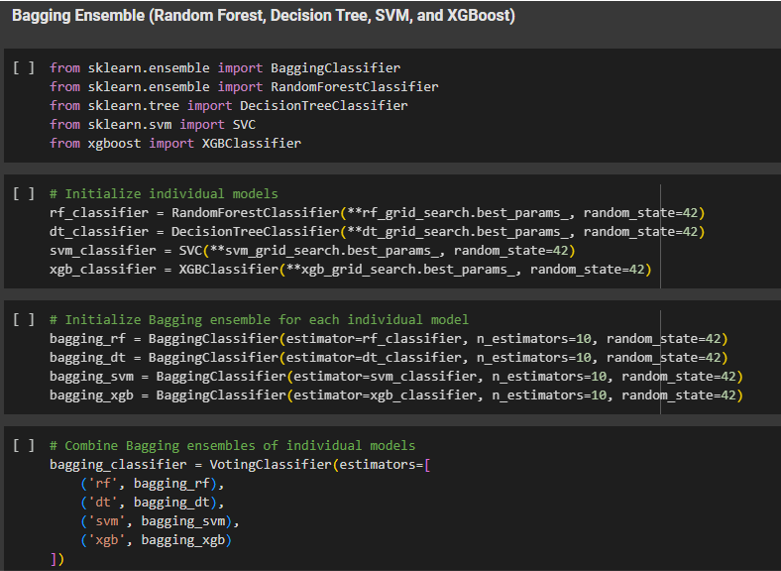 Bagging Ensemble (Random Forest, Decision Tree, SVM, and XGBoost)
[ ] from sklearn.ensemble import BaggingClassifier
from sklearn.ensemble import RandomForestClassifier
from sklearn.tree import DecisionTreeClassifier
from sklearn.svm import SVC
from xgboost import XGBClassifier
[ ] # Initialize individual models
rf_classifier = RandomForestClassifier(**rf_grid_search.best_params_, random_state=42)
dt_classifier = DecisionTreeClassifier(**dt_grid_search.best_params_, random_state=42)
svm_classifier = SVC(**svm_grid_search.best_params_, random_state=42)
xgb_classifier = XGBClassifier(**xgb_grid_search.best_params_, random_state=42)
[ ] # Initialize Bagging ensemble for each individual model
bagging_rf = BaggingClassifier(estimator=rf_classifier, n_estimators=10, random_state=42)
bagging_dt = BaggingClassifier(estimator=dt_classifier, n_estimators=10, random_state=42)
bagging_svm = BaggingClassifier(estimator=svm_classifier, n_estimators=10, random_state=42)
bagging_xgb = BaggingClassifier(estimator=xgb_classifier, n_estimators=10, random_state=42)
[ ] # Combine Bagging ensembles of individual models
bagging_classifier = VotingClassifier(estimators=[
('rf', bagging_rf),
('dt', bagging_dt),
('svm', bagging_svm),
('xgb', bagging_xgb)
])